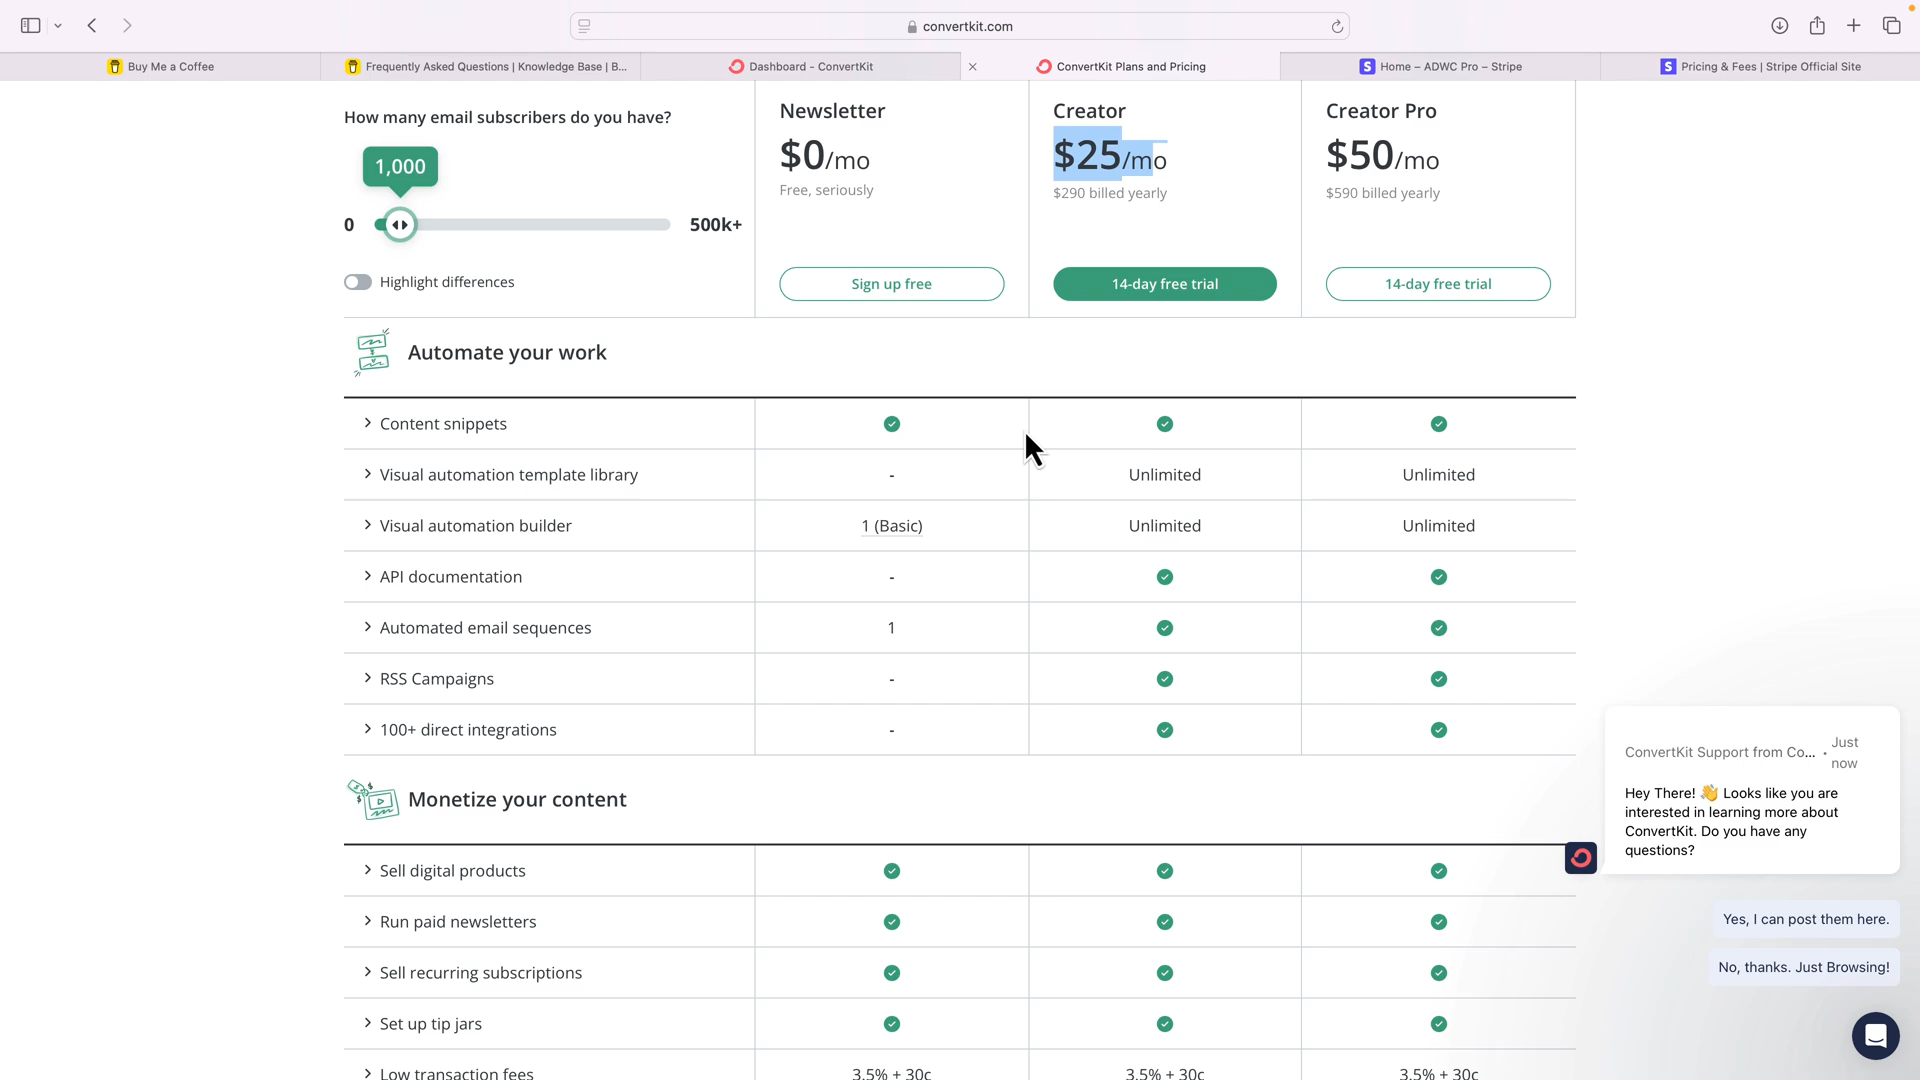 convertkit.com
Buy Me a Coffee
Frequently Asked Questions | Knowledge Base | B...
Dashboard - ConvertKit
ConvertKit Plans and Pricing
Home – ADWC Pro – Stripe
Pricing & Fees | Stripe Official Site
How many email subscribers do you have?
1,000
0
500k+
Highlight differences
Newsletter
$0/mo
Free, seriously
Sign up free
Creator
$25/mo
$290 billed yearly
14-day free trial
Creator Pro
$50/mo
$590 billed yearly
14-day free trial
Automate your work
Content snippets
Visual automation template library - Unlimited Unlimited
Visual automation builder 1 (Basic) Unlimited Unlimited
API documentation -
Automated email sequences 1
RSS Campaigns -
100+ direct integrations -
Monetize your content
Sell digital products
Run paid newsletters
Sell recurring subscriptions
Set up tip jars
Low transaction fees 3.5% + 30c 3.5% + 30c 3.5% + 30c
ConvertKit Support from Co... · Just now
Hey There! 👋 Looks like you are
interested in learning more about
ConvertKit. Do you have any
questions?
Yes, I can post them here.
No, thanks. Just Browsing!